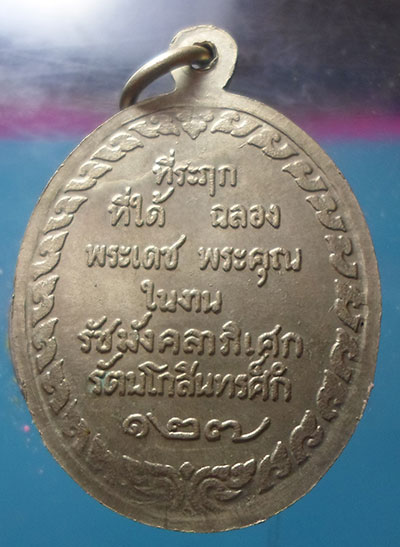 ที่ระฦก
ที่ได้ ฉลอง
พระเดช พระคุณ
ในงาน
รัชมังคลาภิเศก
รัตนโกสินทรศก๊
๑๒๗